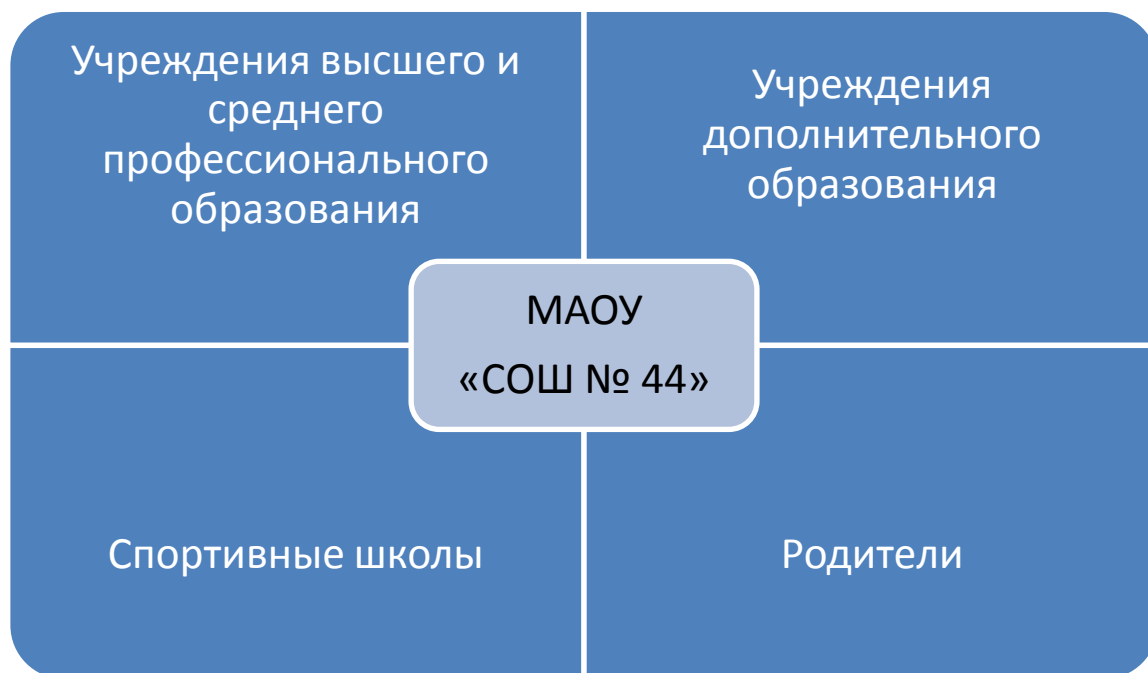 Учреждения высшего и
среднего
профессионального
образования
Учреждения
дополнительного
образования
МАОУ
«СОШ № 44»
Спортивные школы
Родители